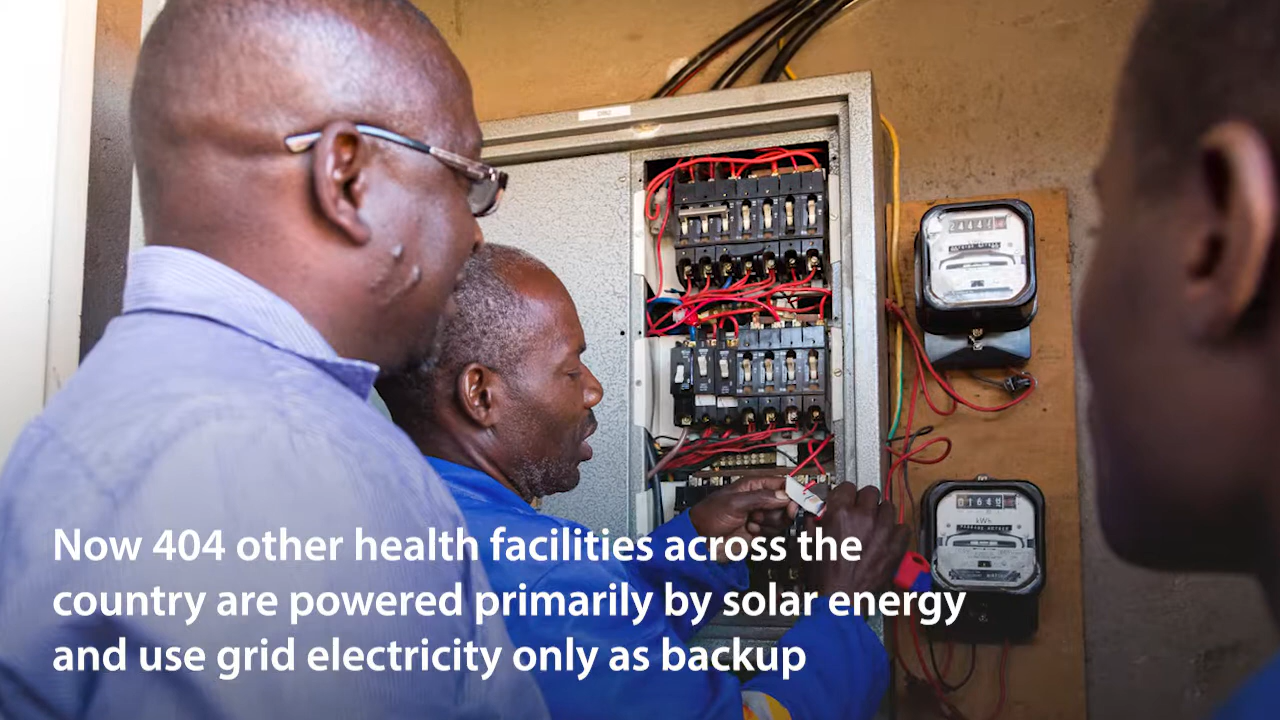 Now 404 other health facilities across the
country are powered primarily by solar energy
and use grid electricity only as backup
kWh